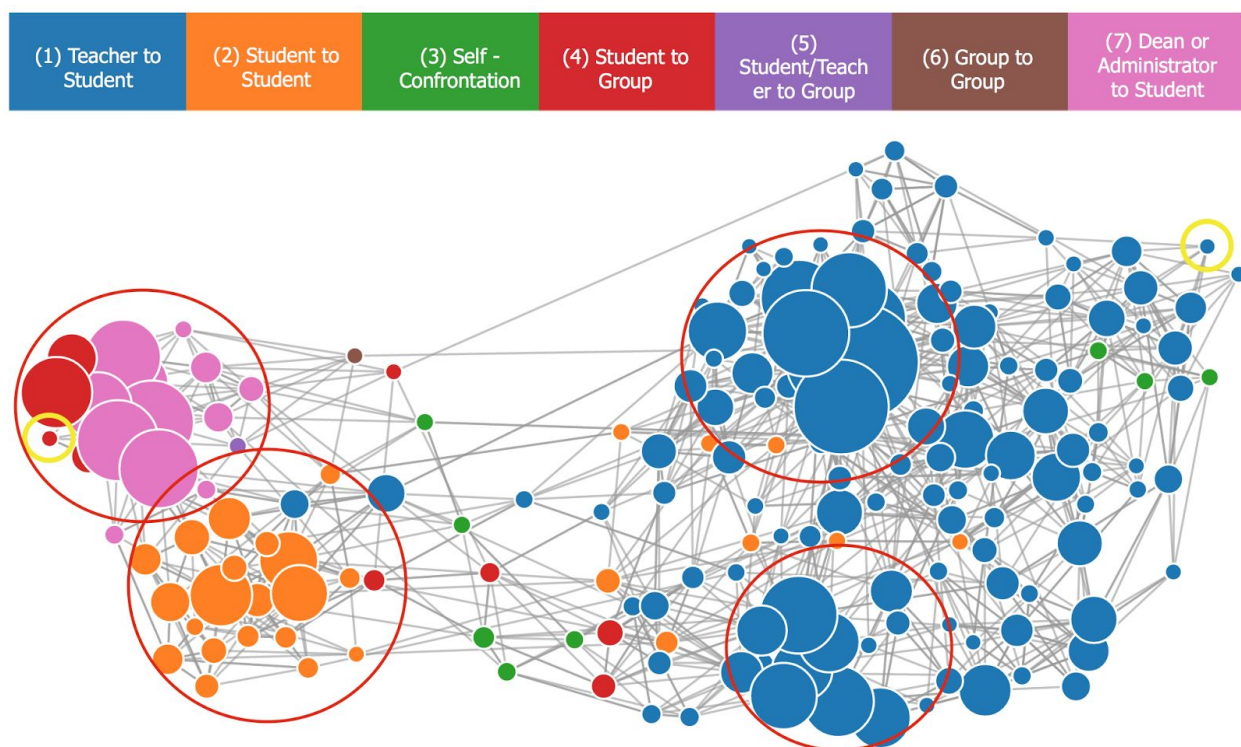 (1) Teacher to
Student
(2) Student to
Student
(3) Self -
Confrontation
(4) Student to
Group
(5)
Student/Teach
er to Group
(6) Group to
Group
(7) Dean or
Administrator
to Student